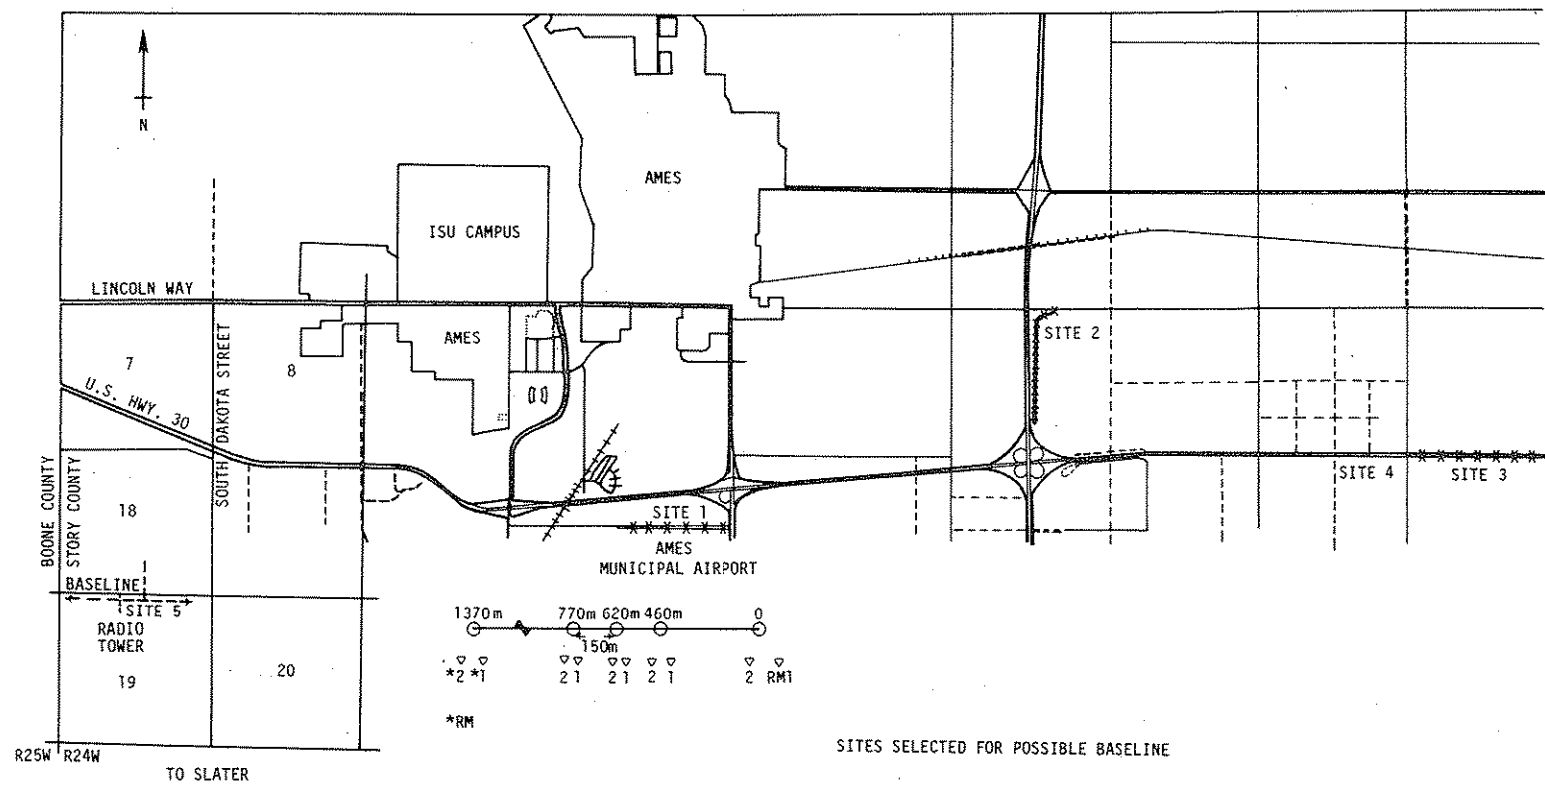 N
AMES
ISU CAMPUS
LINCOLN WAY
AMES
SITE 2
7
8
U.S. HWY. 30
SOUTH DAKOTA STREET
SITE 4
SITE 3
BOONE COUNTY
STORY COUNTY
18
SITE 1
AMES
MUNICIPAL AIRPORT
BASELINE
SITE 5
RADIO
TOWER
19
20
1370m 770m 620m 460m 0
150m
*2 *1 2 1 2 1 2 1 2 RM1
*RM
R25W R24W
TO SLATER
SITES SELECTED FOR POSSIBLE BASELINE